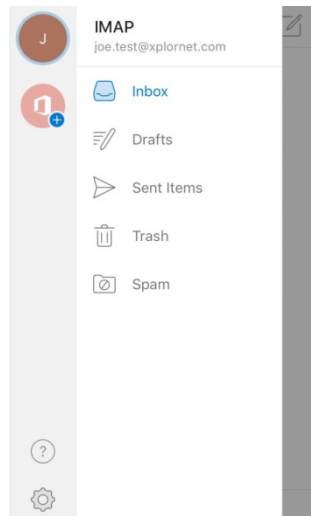 J
IMAP
joe.test@xplornet.com
Inbox
Drafts
Sent Items
Trash
Spam
?